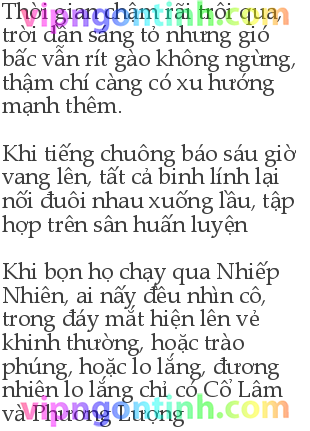 Thời gian chậm rãi trôi qua,
trời dần sáng tỏ nhưng gió
bấc vẫn rít gào không ngừng,
thậm chí càng có xu hướng
mạnh thêm.

Khi tiếng chuông báo sáu giờ
vang lên, tất cả binh lính lại
nối đuôi nhau xuống lầu, tập
hợp trên sân huấn luyện

Khi bọn họ chạy qua Nhiếp
Nhiên, ai nấy đều nhìn cô,
trong đáy mắt hiện lên vẻ
khinh thường, hoặc trào
phúng, hoặc lo lắng, đương
nhiên lo lắng chỉ có Cổ Lâm
và Phương Lượng
vipngontinh.com
vipngontinh.com